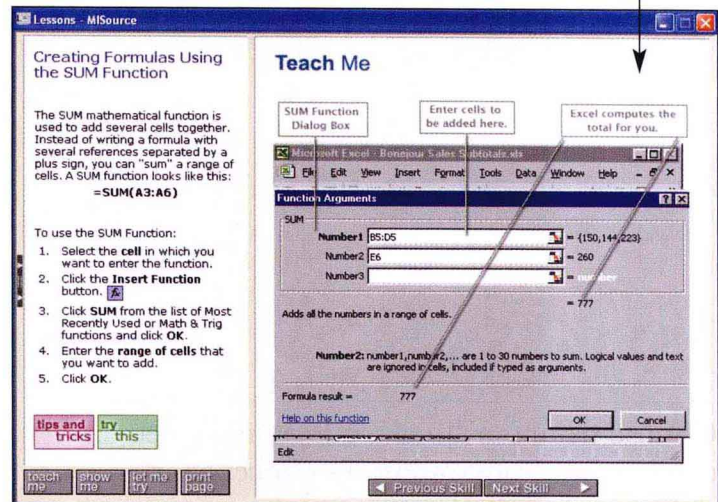 Lessons - MISource
Creating Formulas Using
the SUM Function
The SUM mathematical function is
used to add several cells together.
Instead of writing a formula with
several references separated by a
plus sign, you can "sum" a range of
cells. A SUM function looks like this:
=SUM(A3:A6)
To use the SUM Function:
1. Select the cell in which you
want to enter the function.
2. Click the Insert Function
button. fx
3. Click SUM from the list of Most
Recently Used or Math & Trig
functions and click OK.
4. Enter the range of cells that
you want to add.
5. Click OK.
tips and
tricks
try
this
teach
me
show
me
let me
try
print
page
Teach Me
SUM Function
Dialog Box
Enter cells to
be added here.
Excel computes the
total for you.
Microsoft Excel - Bonejour Sales Subtotals.xls
File Edit View Insert Format Tools Data Window Help
Function Arguments
SUM
Number1 B5:D5 = {150,144,223}
Number2 E6 = 260
Number3 = number
= 777
Adds all the numbers in a range of cells.
Number2: number1,number2,... are 1 to 30 numbers to sum. Logical values and text
are ignored in cells, included if typed as arguments.
Formula result = 777
Help on this function
OK Cancel
Edit
Previous Skill Next Skill